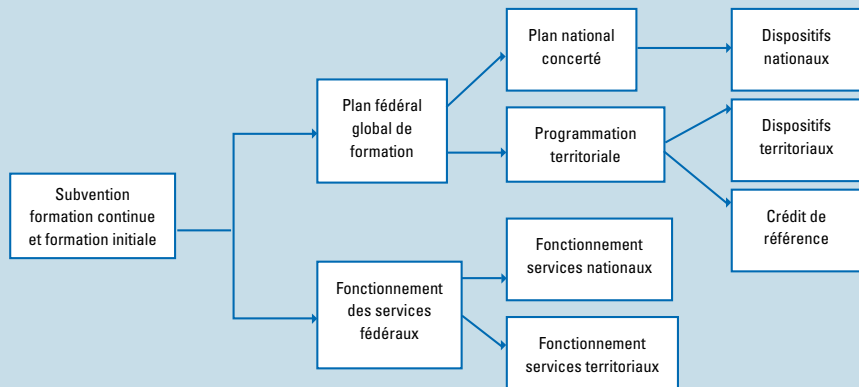 Subvention
formation continue
et formation initiale
Plan fédéral
global de
formation
Fonctionnement
des services
fédéraux
Plan national
concerté
Programmation
territoriale
Fonctionnement
services nationaux
Fonctionnement
services territoriaux
Dispositifs
nationaux
Dispositifs
territoriaux
Crédit de
référence